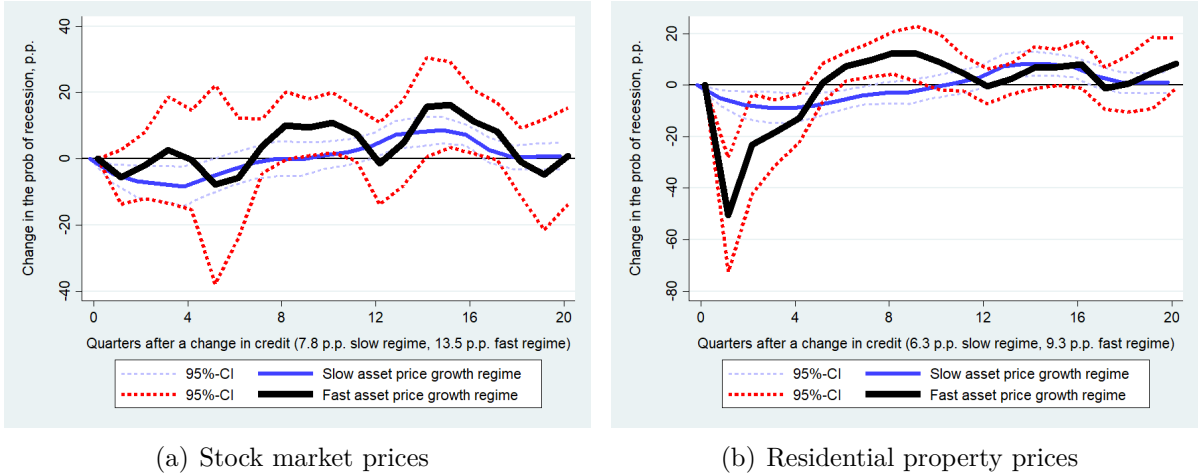 Change in the prob of recession, p.p.
40
20
0
-20
-40
0 4 8 12 16 20
Quarters after a change in credit (7.8 p.p. slow regime, 13.5 p.p. fast regime)
95%-CI Slow asset price growth regime
95%-CI Fast asset price growth regime
(a) Stock market prices
Change in the prob of recession, p.p.
20
0
-20
-40
-60
-80
0 4 8 12 16 20
Quarters after a change in credit (6.3 p.p. slow regime, 9.3 p.p. fast regime)
95%-CI Slow asset price growth regime
95%-CI Fast asset price growth regime
(b) Residential property prices